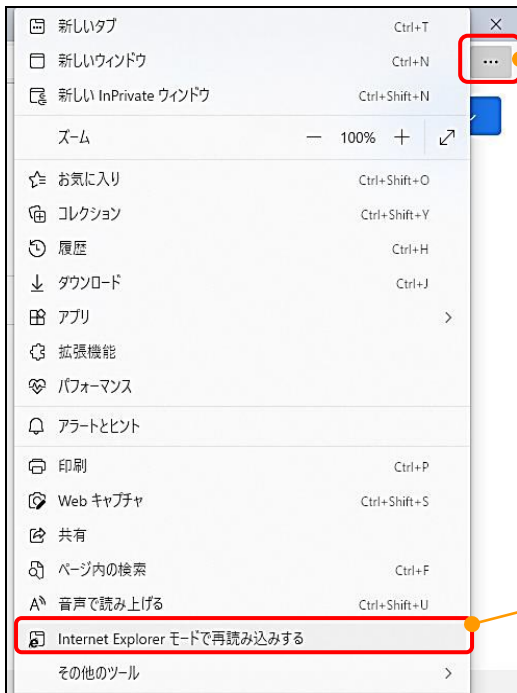 新しいタブ Ctrl+T
新しいウィンドウ Ctrl+N
新しい InPrivate ウィンドウ Ctrl+Shift+N
ズーム 100%
お気に入り Ctrl+Shift+O
コレクション Ctrl+Shift+Y
履歴 Ctrl+H
ダウンロード Ctrl+J
アプリ
拡張機能
パフォーマンス
アラートとヒント
印刷 Ctrl+P
Web キャプチャ Ctrl+Shift+S
共有
ページ内の検索 Ctrl+F
音声で読み上げる Ctrl+Shift+U
Internet Explorer モードで再読み込みする
その他のツール